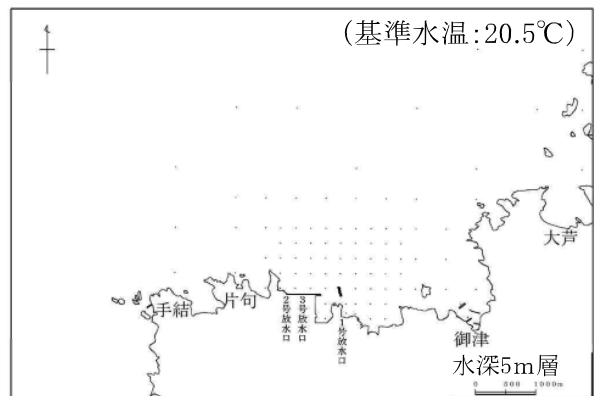 (基準水温:20.5℃)
大芦
片句
手結
2号放水口
3号放水口
1号放水口
御津
水深5m層
0 500 1000m